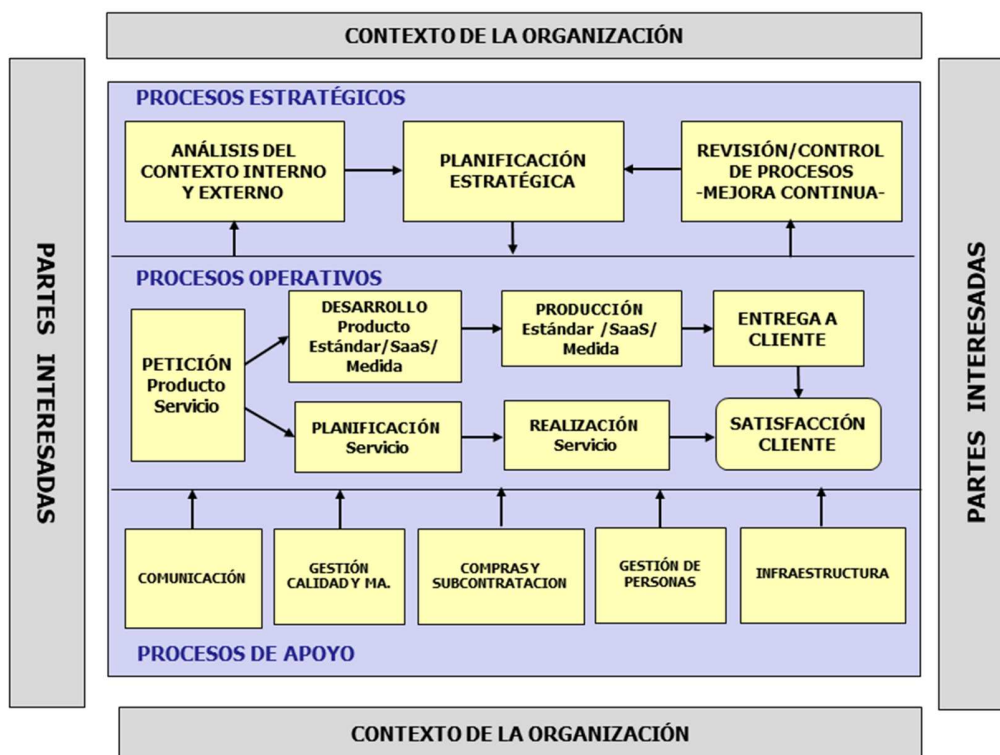 CONTEXTO DE LA ORGANIZACIÓN
PARTES INTERESADAS
PROCESOS ESTRATÉGICOS
ANÁLISIS DEL
CONTEXTO INTERNO
Y EXTERNO
PLANIFICACIÓN
ESTRATÉGICA
REVISIÓN/CONTROL
DE PROCESOS
-MEJORA CONTINUA-
PROCESOS OPERATIVOS
PETICIÓN
Producto
Servicio
DESARROLLO
Producto
Estándar/SaaS/
Medida
PRODUCCIÓN
Estándar /SaaS/
Medida
ENTREGA A
CLIENTE
PLANIFICACIÓN
Servicio
REALIZACIÓN
Servicio
SATISFACCIÓN
CLIENTE
COMUNICACIÓN
GESTIÓN
CALIDAD Y MA.
COMPRAS Y
SUBCONTRATACION
GESTIÓN DE
PERSONAS
INFRAESTRUCTURA
PROCESOS DE APOYO
PARTES INTERESADAS
CONTEXTO DE LA ORGANIZACIÓN